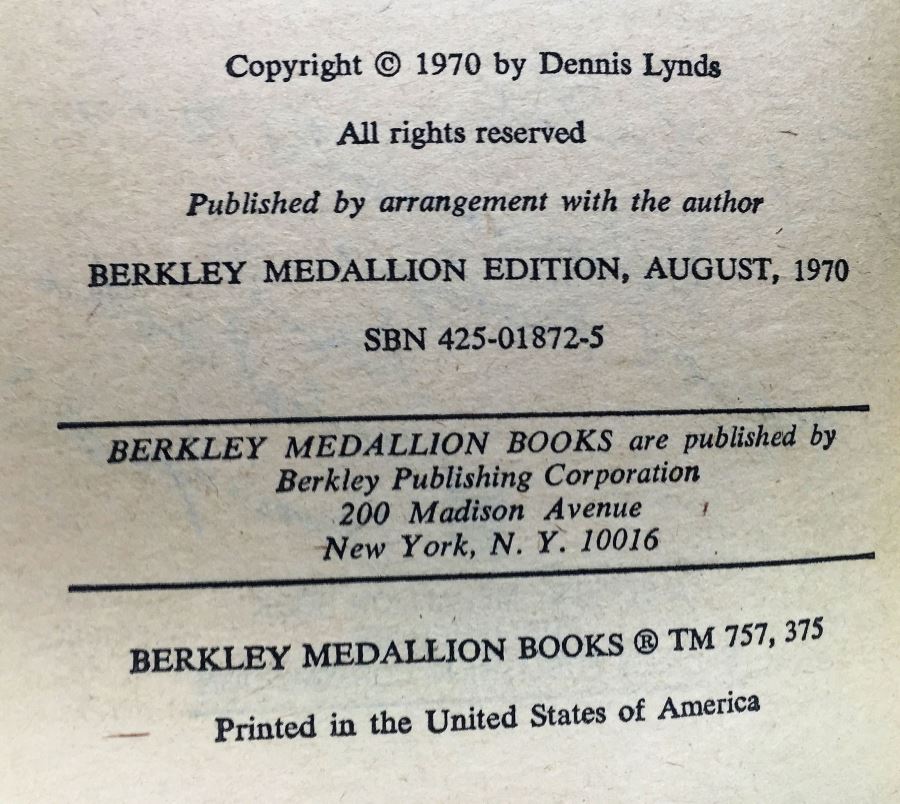 Copyright © 1970 by Dennis Lynds
All rights reserved
Published by arrangement with the author
BERKLEY MEDALLION EDITION, AUGUST, 1970
SBN 425-01872-5
BERKLEY MEDALLION BOOKS are published by
Berkley Publishing Corporation
200 Madison Avenue
New York, N. Y. 10016
BERKLEY MEDALLION BOOKS ® TM 757, 375
Printed in the United States of America